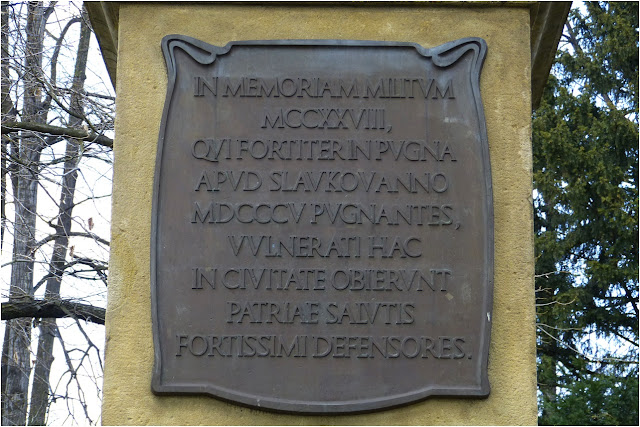 IN MEMORIAM MILITVM
MCCXXVIII,
QVI FORTITER IN PVGNA
APVD SLAVKOV ANNO
MDCCCV PVGNANTES,
VVLNERATI HAC
IN CIVITATE OBIERVNT
PATRIAE SALVTIS
FORTISSIMI DEFENSORES.